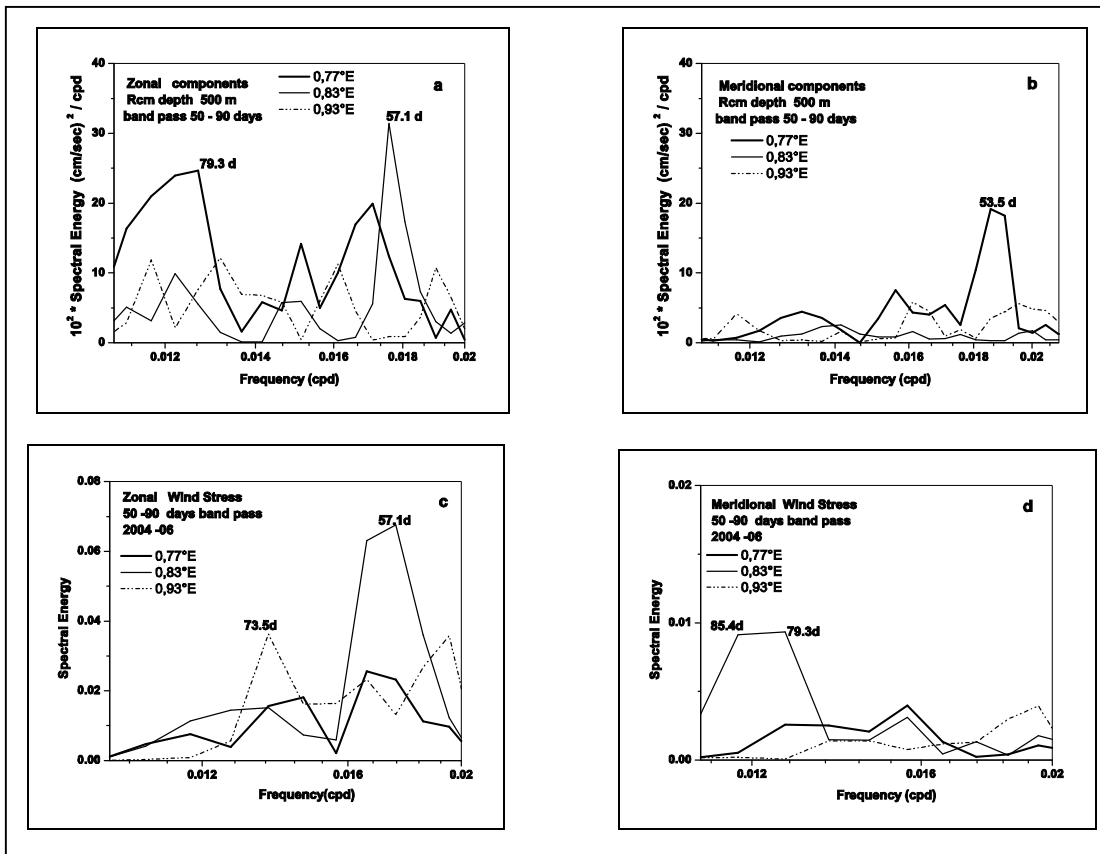 a
Zonal components
Rcm depth 500 m
band pass 50 - 90 days
0,77°E
0,83°E
0,93°E
79.3 d
57.1 d
40
30
20
10
0
10² * Spectral Energy (cm/sec) ² / cpd
0.012
0.014
0.016
0.018
0.02
Frequency (cpd)
b
Meridional components
Rcm depth 500 m
band pass 50 - 90 days
0,77°E
0,83°E
0,93°E
53.5 d
40
30
20
10
0
10² * Spectral Energy (cm/sec) ² / cpd
0.012
0.014
0.016
0.018
0.02
Frequency (cpd)
c
Zonal Wind Stress
50 -90 days band pass
2004 -06
0,77°E
0,83°E
0,93°E
57.1d
73.5d
0.08
0.06
0.04
0.02
0.00
Spectral Energy
0.012
0.016
0.02
Frequency(cpd)
d
Meridional Wind Stress
50 -90 days band pass
2004 -06
0,77°E
0,83°E
0,93°E
85.4d
79.3d
0.02
0.01
0.00
Spectral Energy
0.012
0.016
0.02
Frequency (cpd)